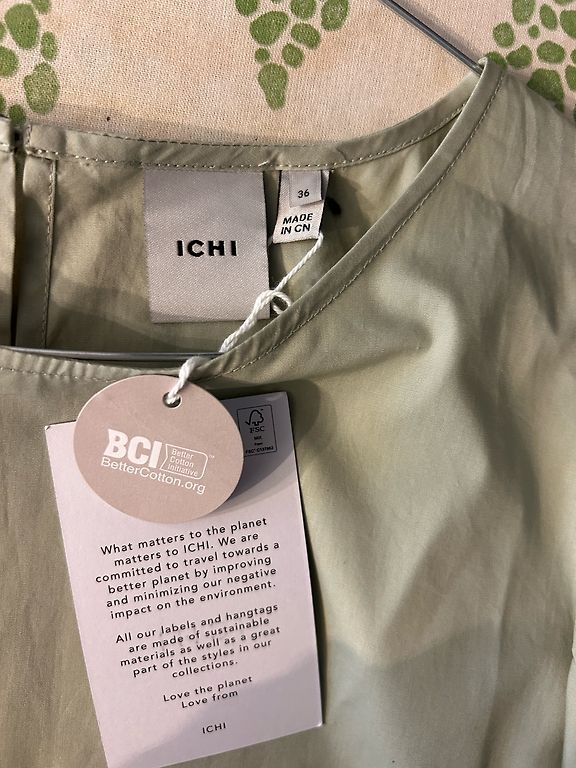 ICHI
36
MADE
IN CN
BCI
Better
Cotton
Initiative
™
BetterCotton.org
FSC
MIX
Paper
What matters to the planet
matters to ICHI. We are
committed to travel towards a
better planet by improving
and minimizing our negative
impact on the environment.
All our labels and hangtags
are made of sustainable
materials as well as a great
part of the styles in our
collections.
Love the planet
Love from
ICHI